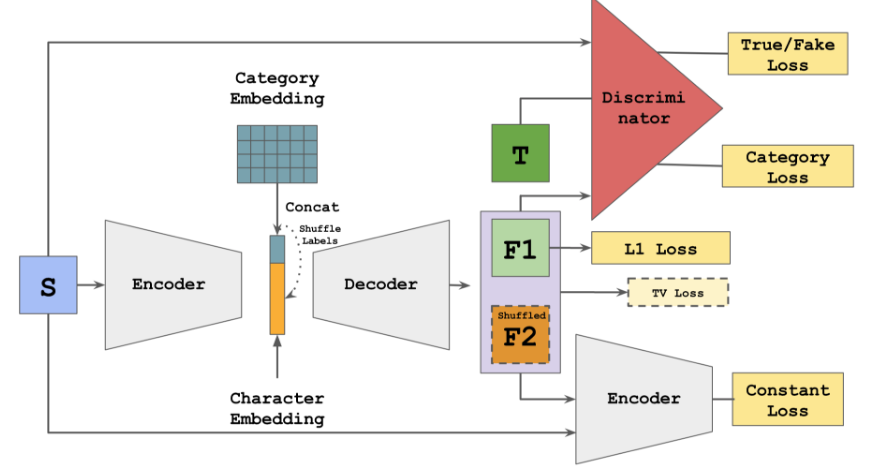 True/Fake
Loss
Category
Embedding
Discrimi
nator
T
Category
Loss
Concat
Shuffle
Labels
F1
L1 Loss
S
Encoder
Decoder
TV Loss
Shuffled
F2
Character
Embedding
Encoder
Constant
Loss